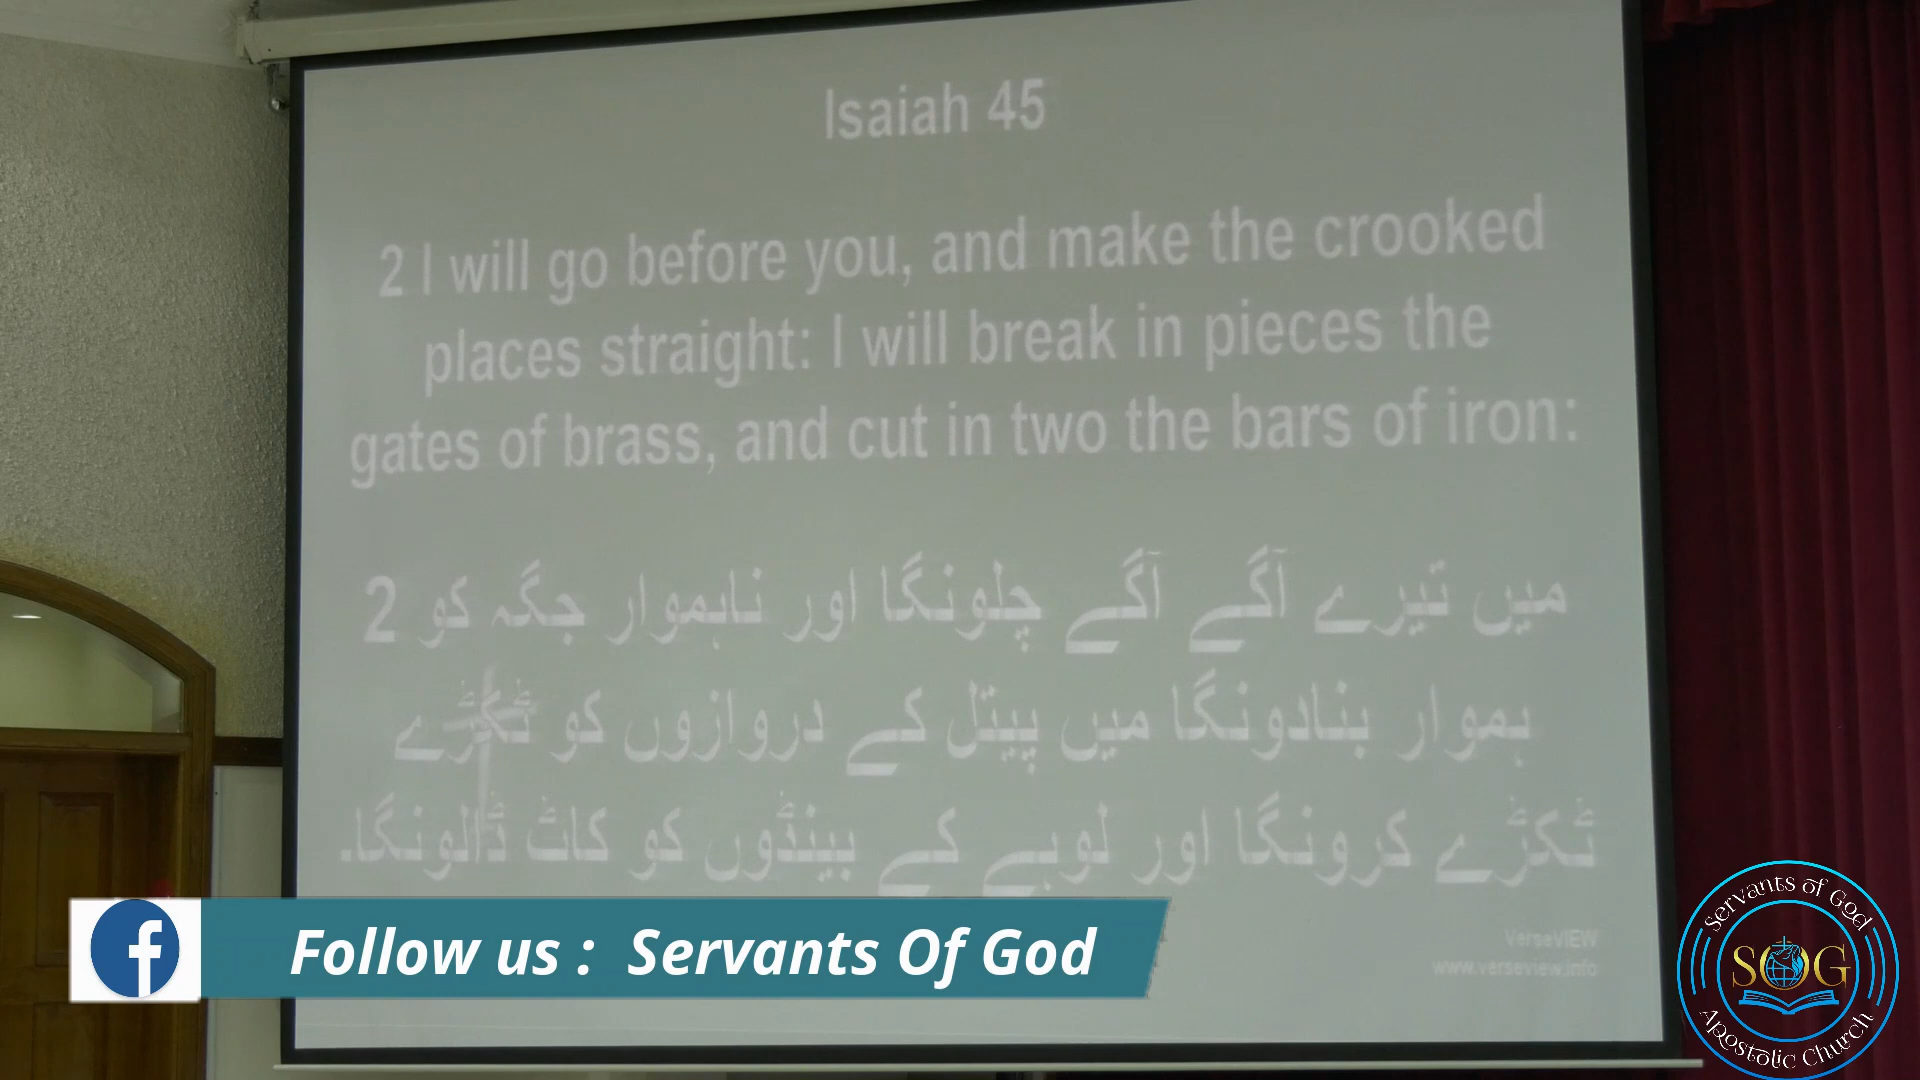 Isaiah 45
2 I will go before you, and make the crooked
places straight: I will break in pieces the
gates of brass, and cut in two the bars of iron:
میں تیرے آگے آگے چلونگا اور ناہموار جگہ کو 2
ہموار بنادونگا میں پیتل کے دروازوں کو ٹکڑے
ٹکڑے کرونگا اور لوہے کے بینڈوں کو کاٹ ڈالونگا.
VerseVIEW
www.verseview.info
Follow us : Servants Of God
Servants of God
SOG
Apostolic Church